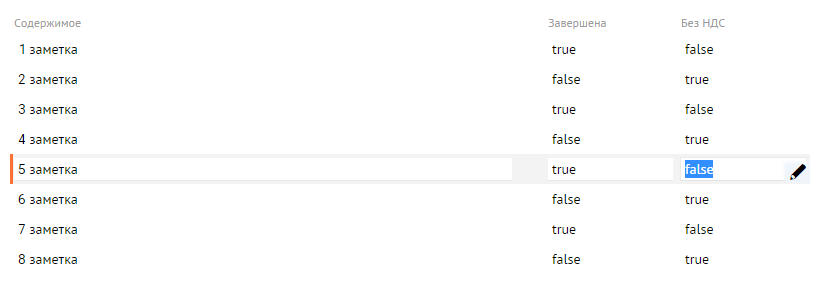 Содержимое Завершена Без НДС
1 заметка true false
2 заметка false true
3 заметка true false
4 заметка false true
5 заметка true false
6 заметка false true
7 заметка true false
8 заметка false true